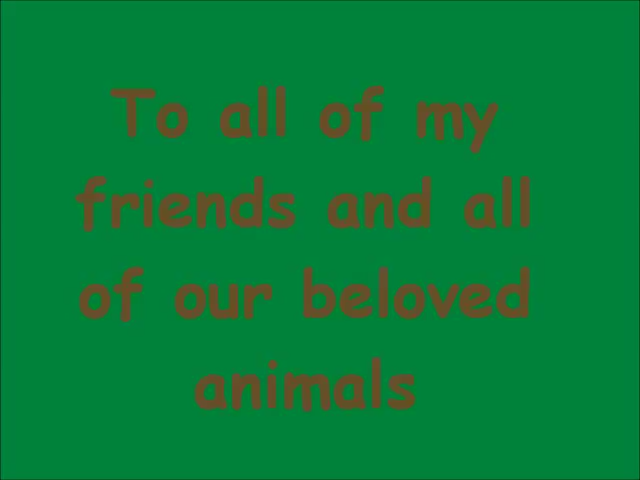 To all of my
friends and all
of our beloved
animals